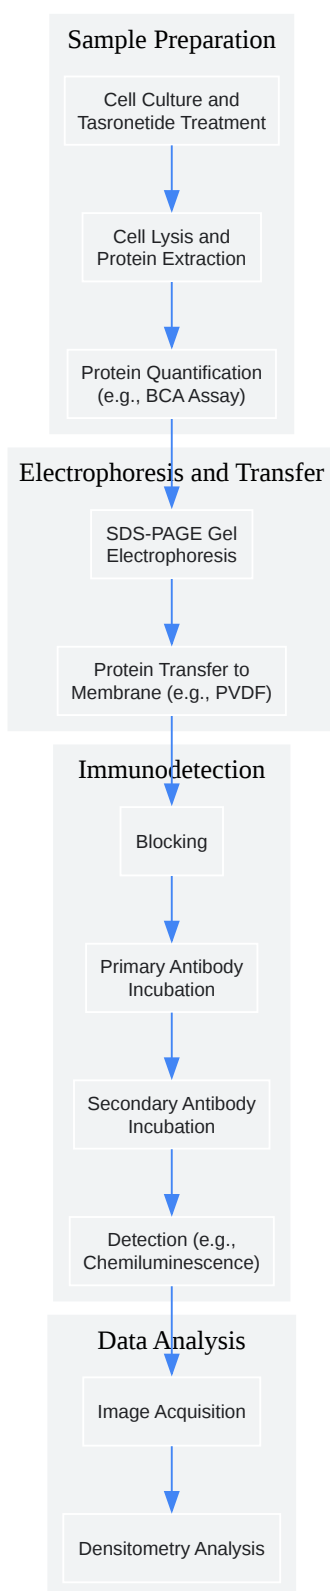 Sample Preparation
Cell Culture and
Tasronetide Treatment
Cell Lysis and
Protein Extraction
Protein Quantification
(e.g., BCA Assay)
Electrophoresis and Transfer
SDS-PAGE Gel
Electrophoresis
Protein Transfer to
Membrane (e.g., PVDF)
Immunodetection
Blocking
Primary Antibody
Incubation
Secondary Antibody
Incubation
Detection (e.g.,
Chemiluminescence)
Data Analysis
Image Acquisition
Densitometry Analysis